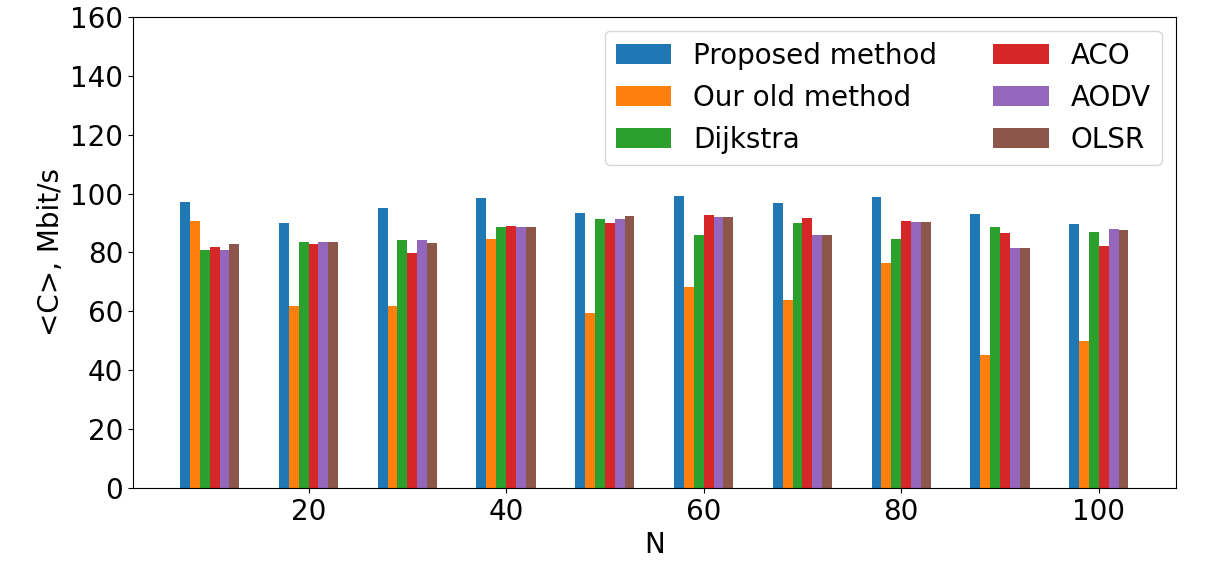 160
140
120
100
80
60
40
20
0
<C>, Mbit/s
Proposed method
Our old method
Dijkstra
ACO
AODV
OLSR
20 40 60 80 100
N